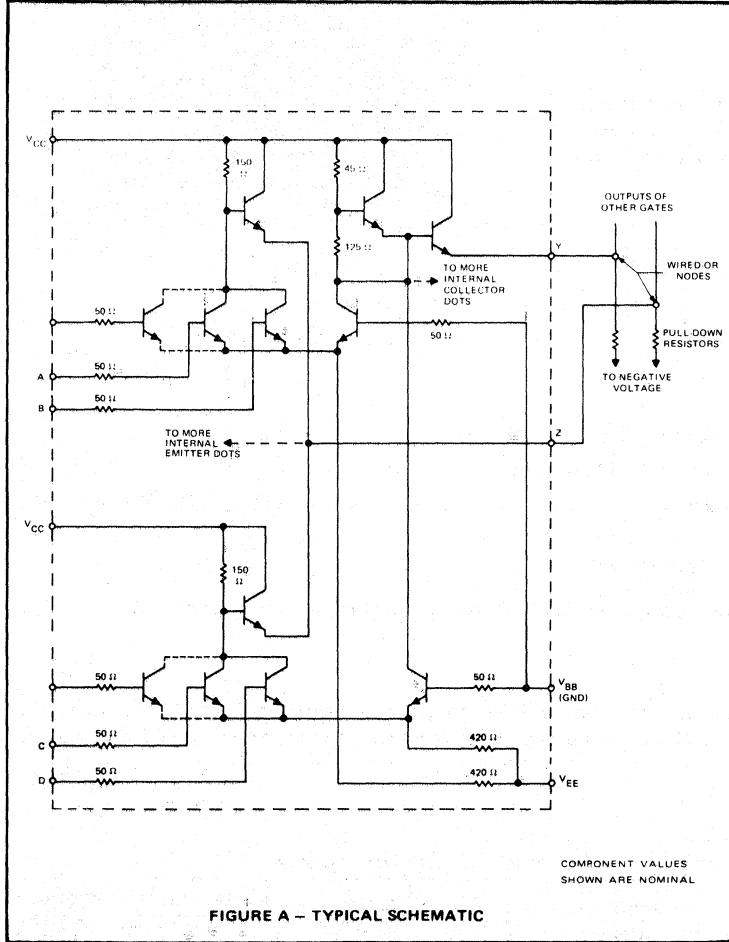 VCC
150
Ω
45 Ω
OUTPUTS OF
OTHER GATES
125 Ω
Y
TO MORE
INTERNAL
COLLECTOR
DOTS
WIRED-OR
NODES
50 Ω
50 Ω
PULL-DOWN
RESISTORS
A
50 Ω
TO NEGATIVE
VOLTAGE
B
50 Ω
TO MORE
INTERNAL
EMITTER DOTS
Z
VCC
150
Ω
50 Ω
50 Ω
VBB
(GND)
C
50 Ω
420 Ω
D
50 Ω
420 Ω
VEE
COMPONENT VALUES
SHOWN ARE NOMINAL
FIGURE A – TYPICAL SCHEMATIC